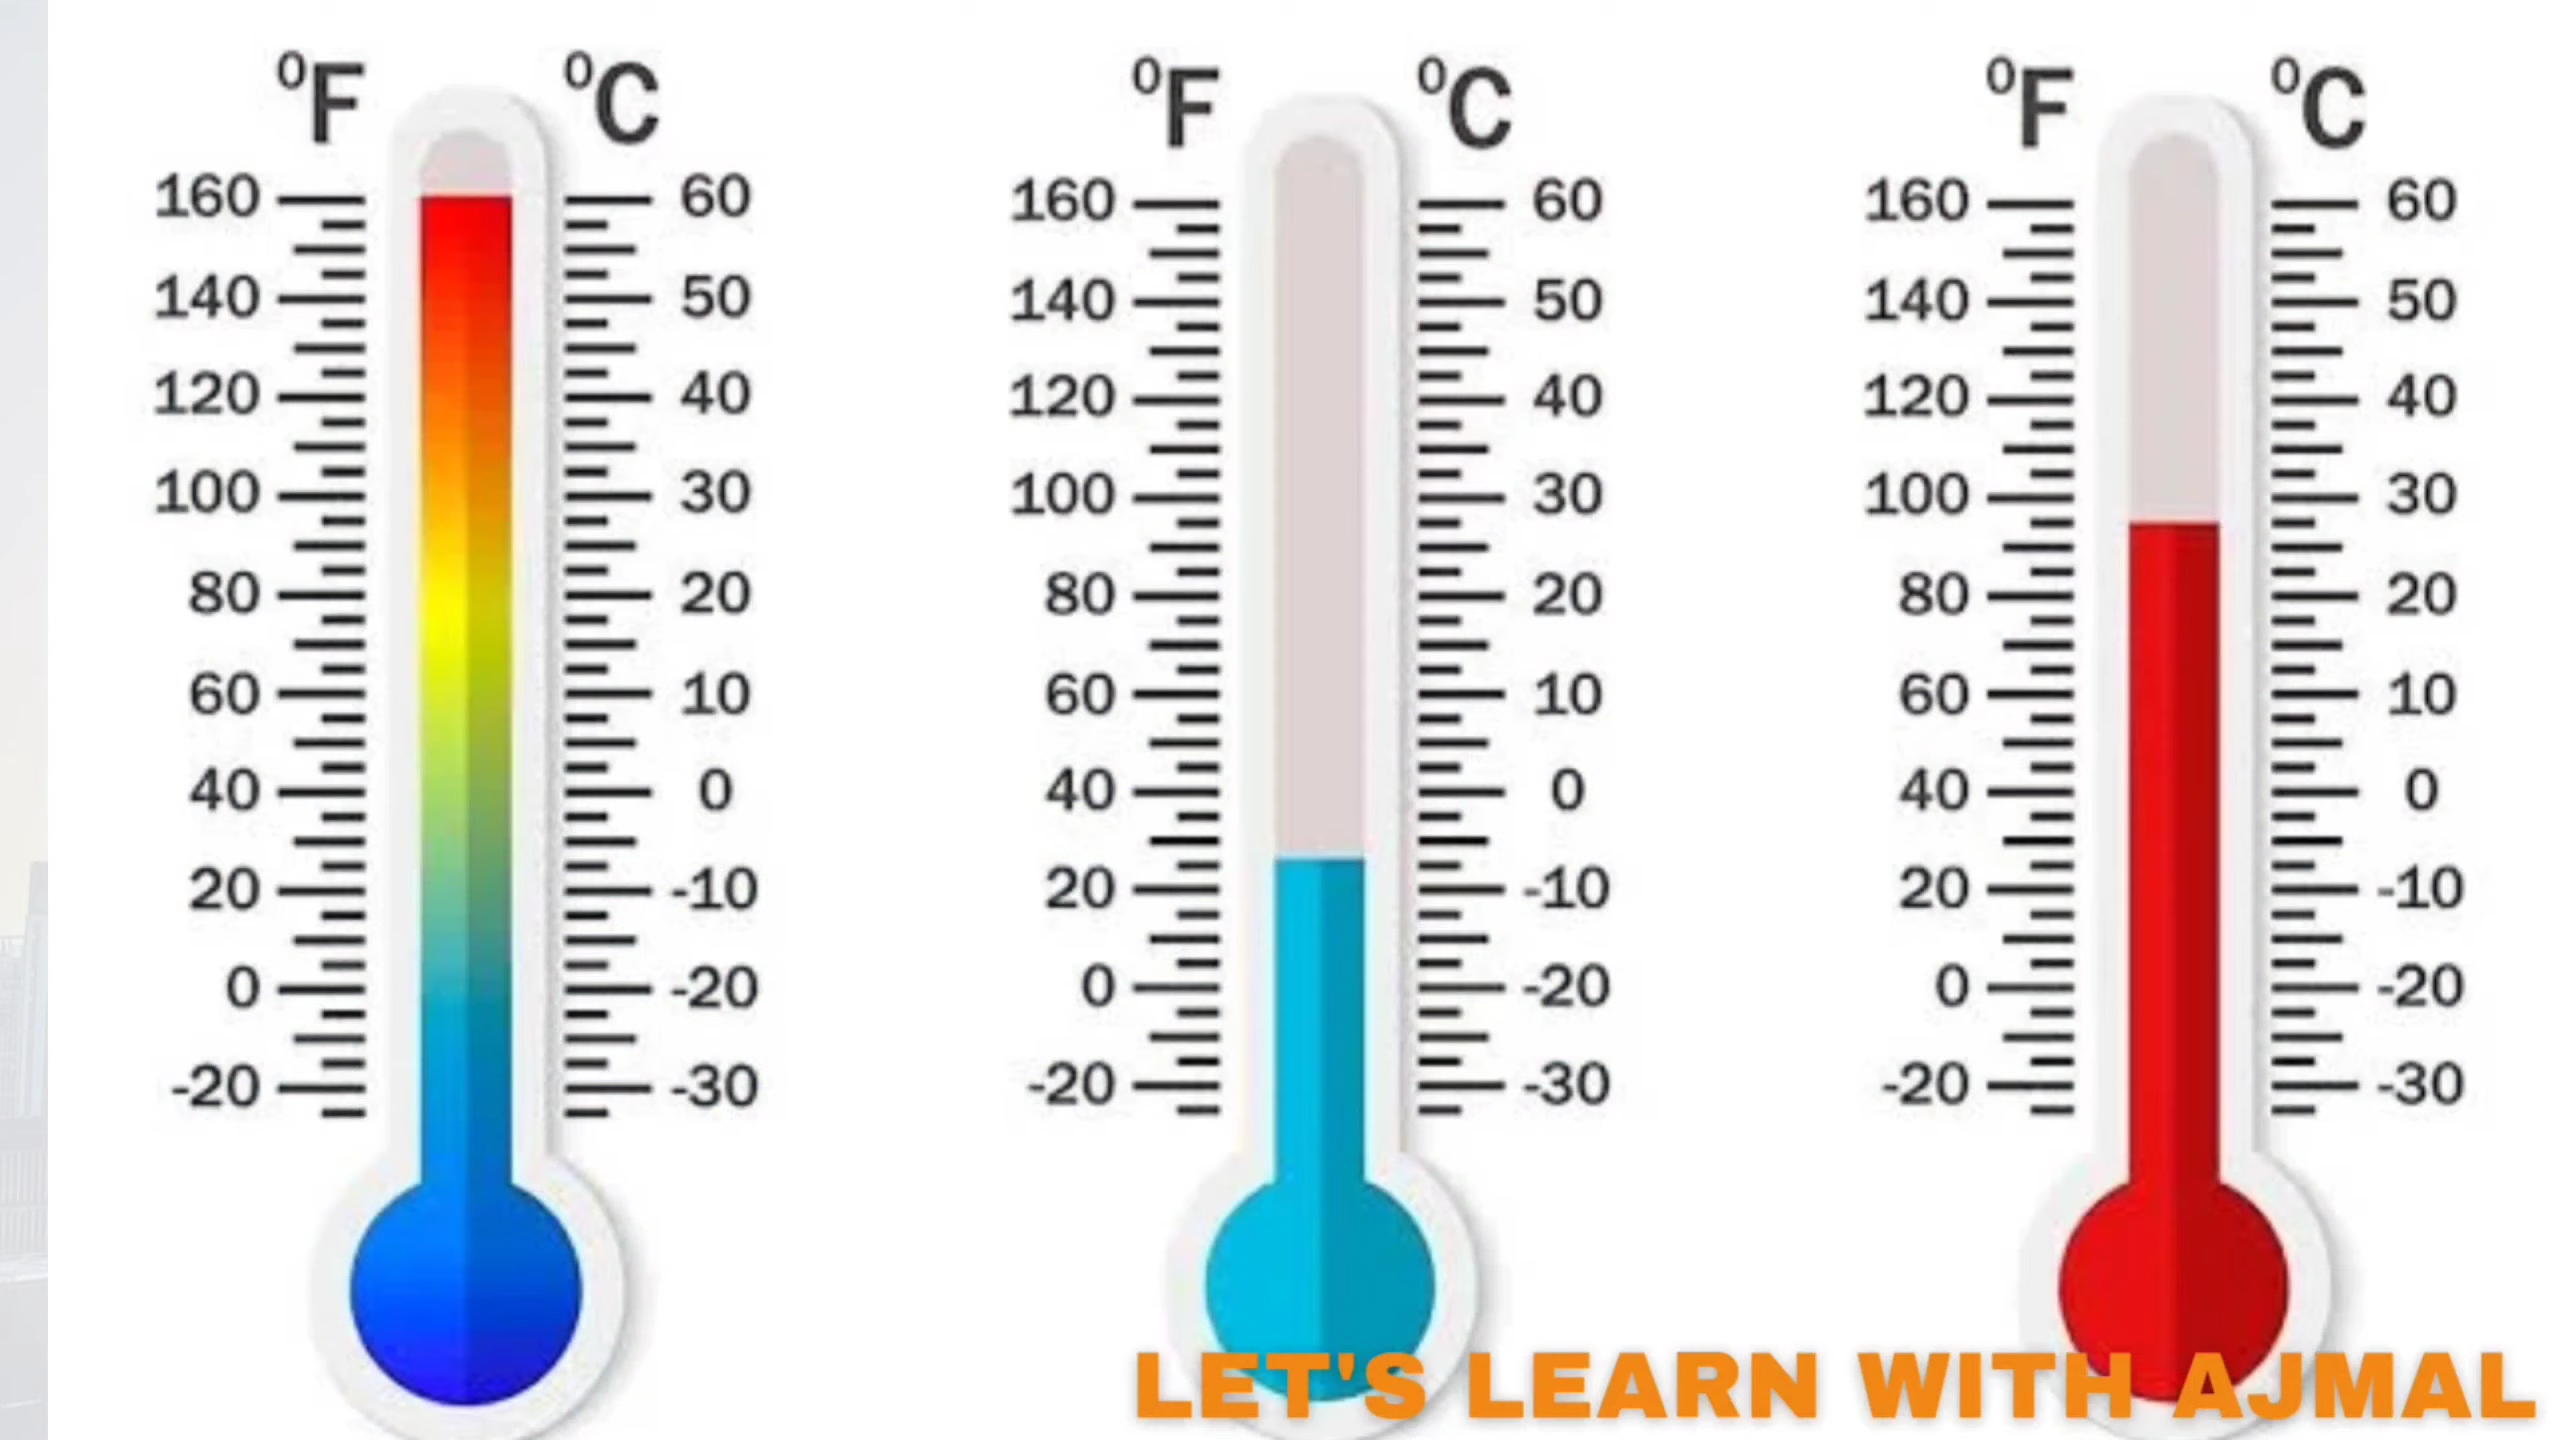 ⁰F ⁰C ⁰F ⁰C ⁰F ⁰C
160 60 160 60 160 60
140 50 140 50 140 50
120 40 120 40 120 40
100 30 100 30 100 30
80 20 80 20 80 20
60 10 60 10 60 10
40 0 40 0 40 0
20 -10 20 -10 20 -10
0 -20 0 -20 0 -20
-20 -30 -20 -30 -20 -30
LET'S LEARN WITH AJMAL